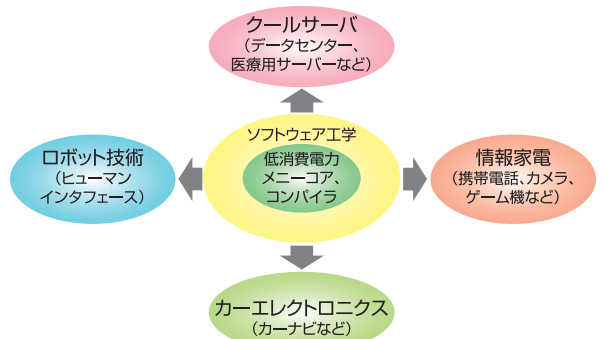 クールサーバ
（データセンター、
医療用サーバーなど）
ソフトウェア工学
低消費電力
メニーコア、
コンパイラ
ロボット技術
（ヒューマン
インタフェース）
情報家電
（携帯電話、カメラ、
ゲーム機など）
カーエレクトロニクス
（カーナビなど）